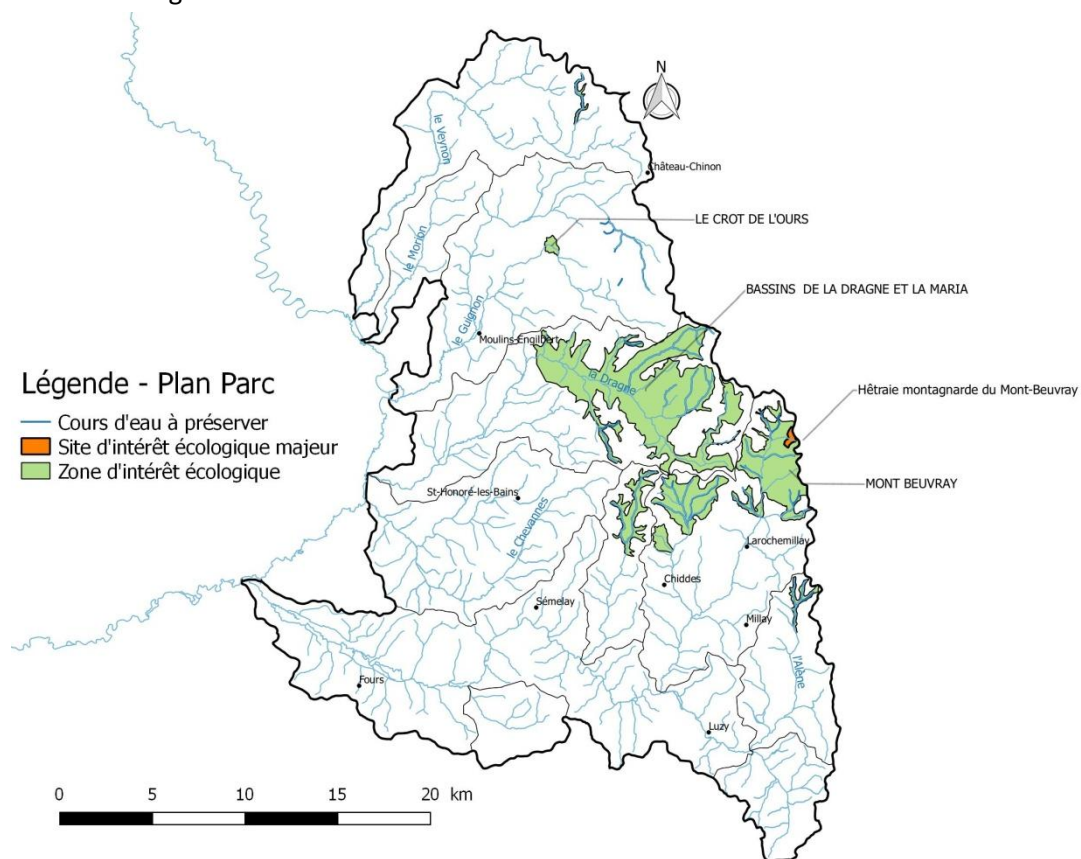 N
le Veynon
Château-Chinon
LE CROT DE L'OURS
le Morion
BASSINS DE LA DRAGNE ET LA MARIA
le Guignon
Moulins-Engilbert
la Dragne
Légende - Plan Parc
Cours d'eau à préserver
Site d'intérêt écologique majeur
Zone d'intérêt écologique
Hêtraie montagnarde du Mont-Beuvray
MONT BEUVRAY
St-Honoré-les-Bains
le Chevannes
Larochemillay
Chiddes
Sémelay
Millay
l'Alène
Fours
Luzy
0 5 10 15 20 km